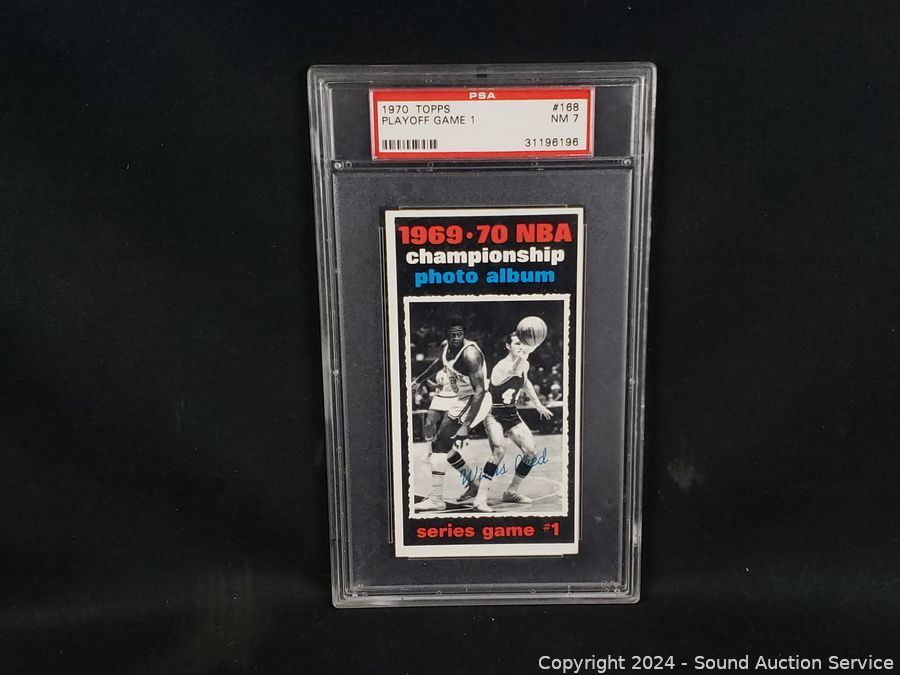 PSA
1970 TOPPS #168
PLAYOFF GAME 1 NM 7
31196196
1969·70 NBA
championship
photo album
4
Willis Reed
series game #1
Copyright 2024 - Sound Auction Service